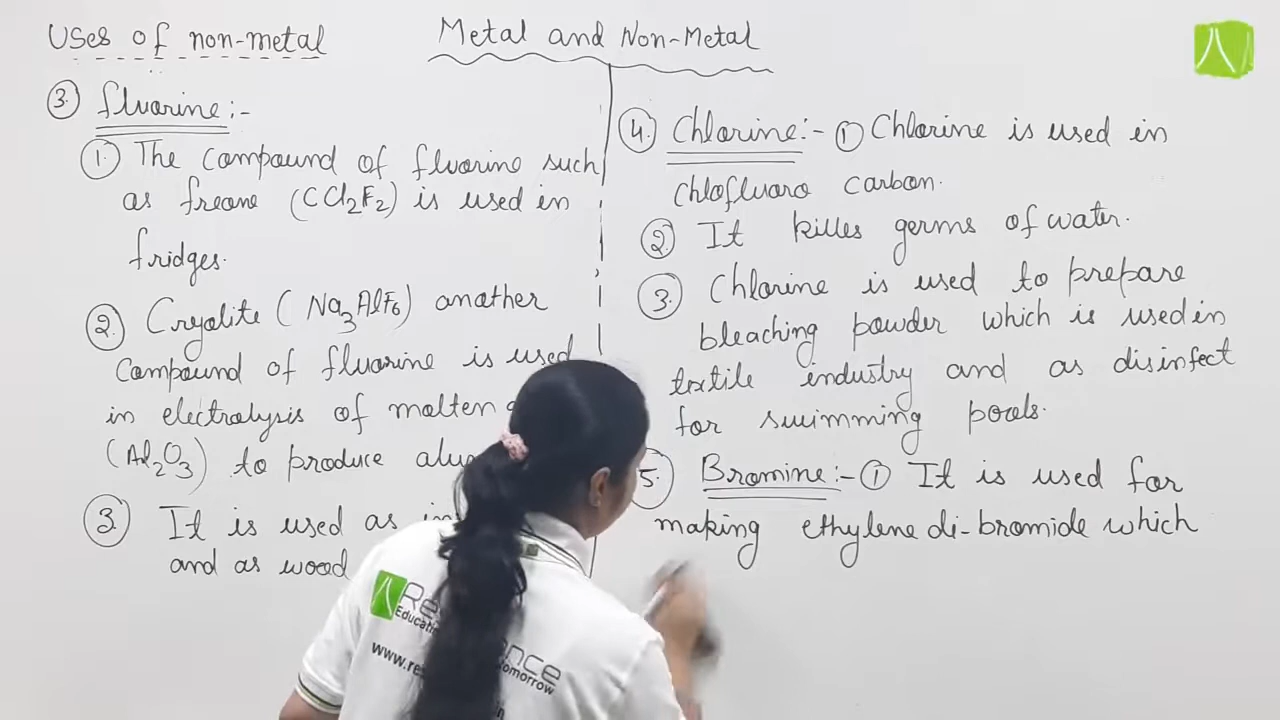 Uses of non-metal
Metal and Non-Metal
3. fluorine:-
1. The compound of fluorine such
as freone (CCl2F2) is used in
fridges.
2. Cryolite (Na3AlF6) another
compound of fluorine is used
in electrolysis of molten
(Al2O3) to produce
3. It is used as
and as wood
4. Chlorine:- 1 Chlorine is used in
chlofluoro carbon.
2 It killes germs of water.
3. Chlorine is used to prepare
bleaching powder which is used in
textile industry and as disinfect
for swimming pools.
5. Bromine:- 1 It is used for
making ethylene di-bromide which